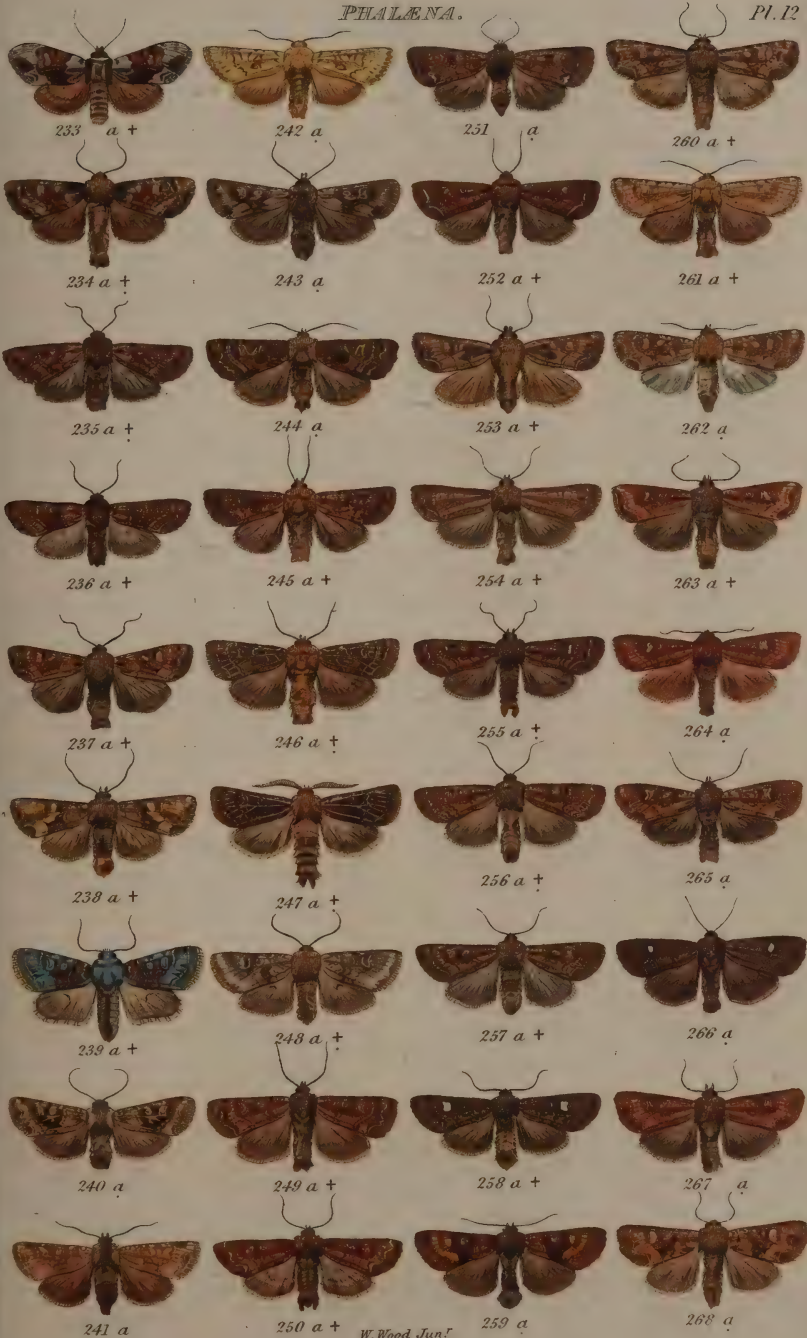 PHALÆNA.
Pl. 12
233 a +
242 a
251 a
260 a +
234 a +
243 a
252 a +
261 a +
235 a +
244 a
253 a +
262 a
236 a +
245 a +
254 a +
263 a +
237 a +
246 a +
255 a +
264 a
238 a +
247 a +
256 a +
265 a
239 a +
248 a +
257 a +
266 a
240 a
249 a +
258 a +
267 a
241 a
250 a +
259 a
268 a
W. Wood Junr.